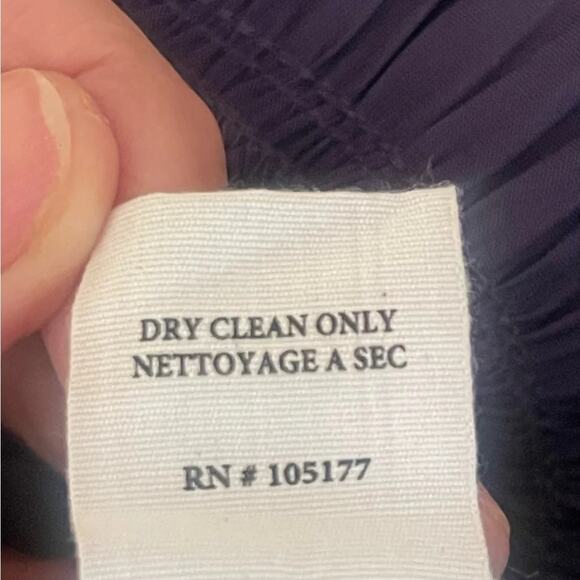 DRY CLEAN ONLY
NETTOYAGE A SEC
RN # 105177